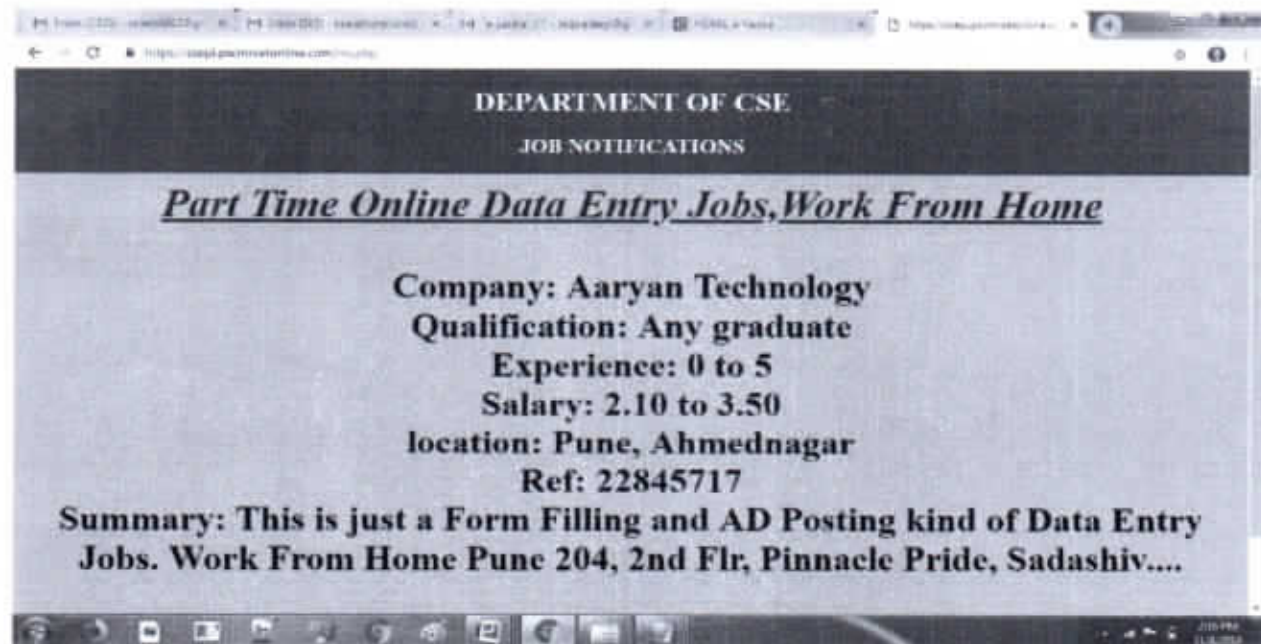 DEPARTMENT OF CSE
JOB NOTIFICATIONS
Part Time Online Data Entry Jobs,Work From Home
Company: Aaryan Technology
Qualification: Any graduate
Experience: 0 to 5
Salary: 2.10 to 3.50
location: Pune, Ahmednagar
Ref: 22845717
Summary: This is just a Form Filling and AD Posting kind of Data Entry
Jobs. Work From Home Pune 204, 2nd Flr, Pinnacle Pride, Sadashiv....